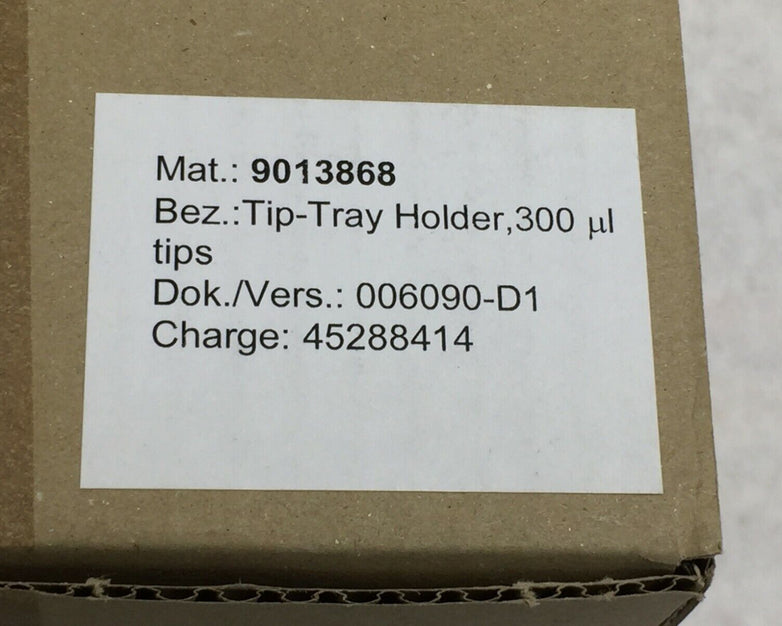 Mat.: 9013868
Bez.:Tip-Tray Holder,300 µl
tips
Dok./Vers.: 006090-D1
Charge: 45288414